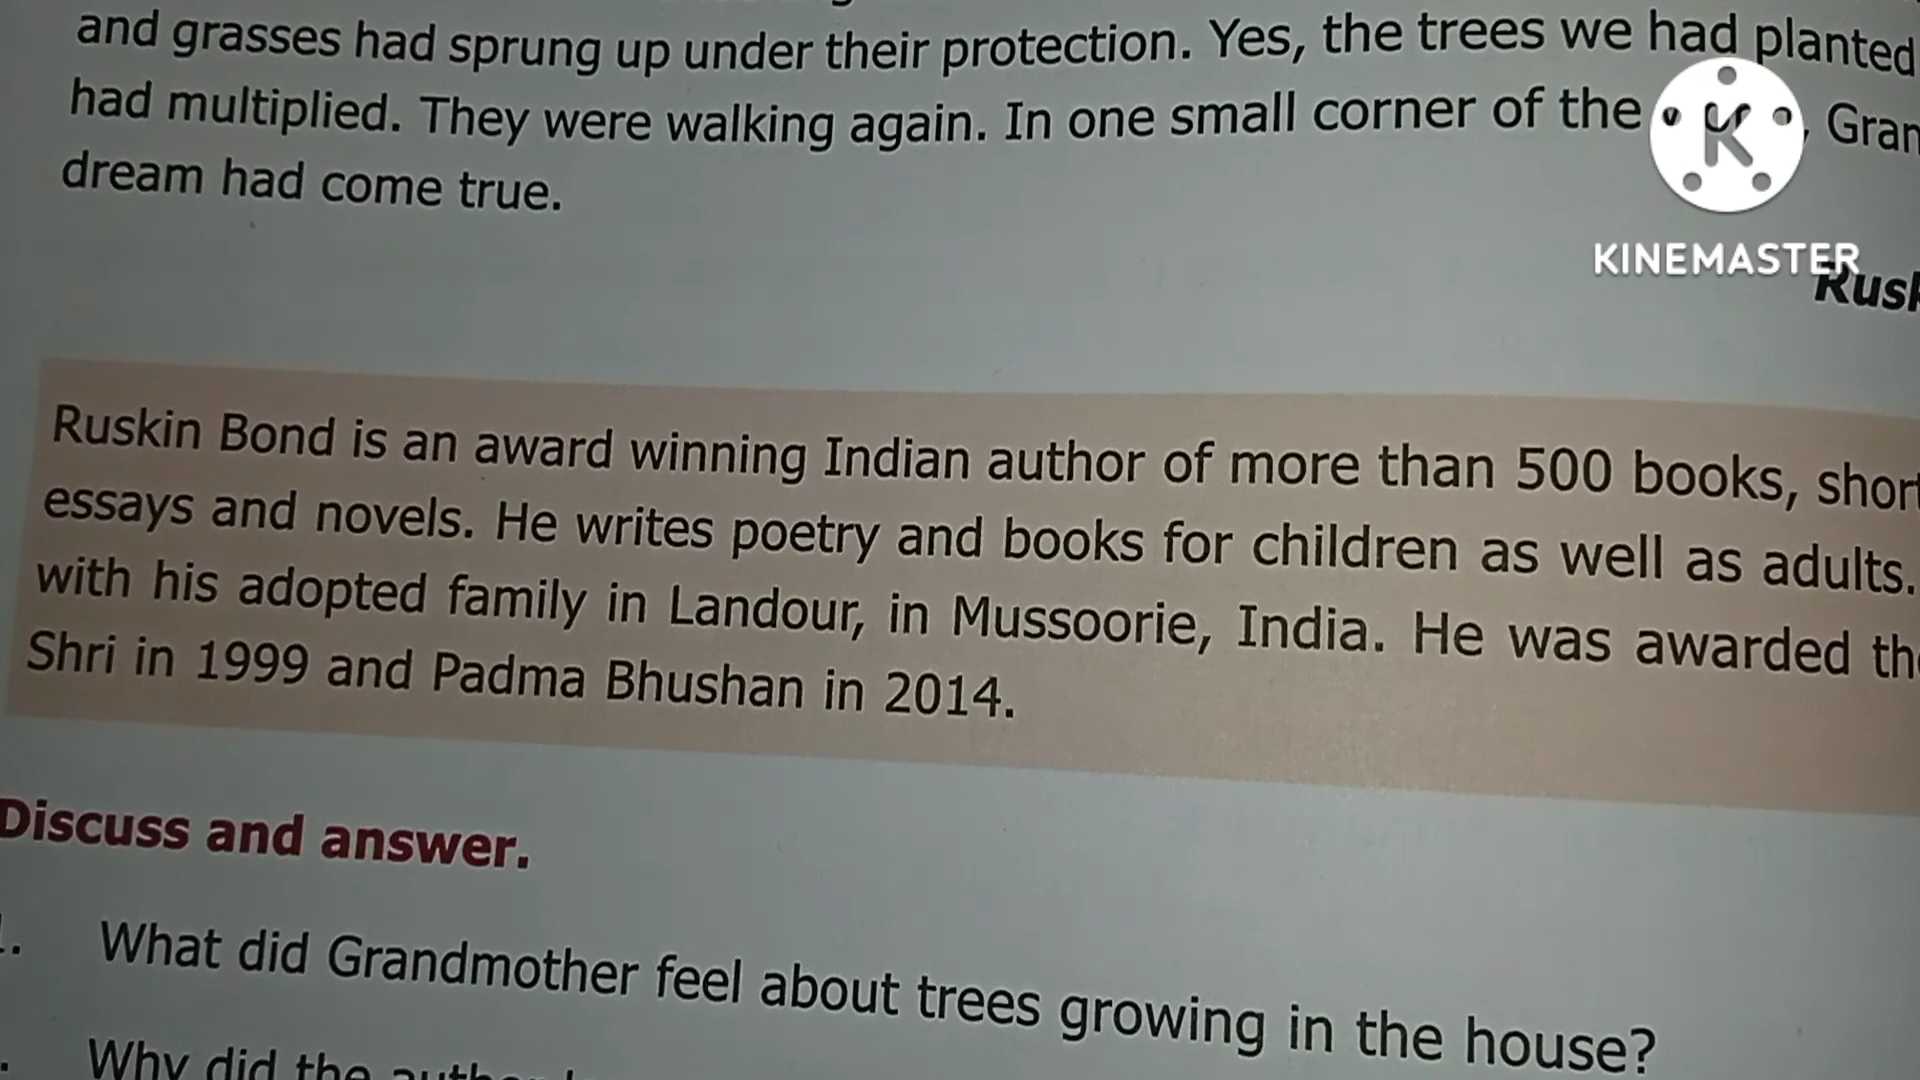 and grasses had sprung up under their protection. Yes, the trees we had planted
had multiplied. They were walking again. In one small corner of the
dream had come true.
KINEMASTER
Ruskin Bond is an award winning Indian author of more than 500 books, short
essays and novels. He writes poetry and books for children as well as adults.
with his adopted family in Landour, in Mussoorie, India. He was awarded
Shri in 1999 and Padma Bhushan in 2014.
Discuss and answer.
What did Grandmother feel about trees growing in the house?
Why did the